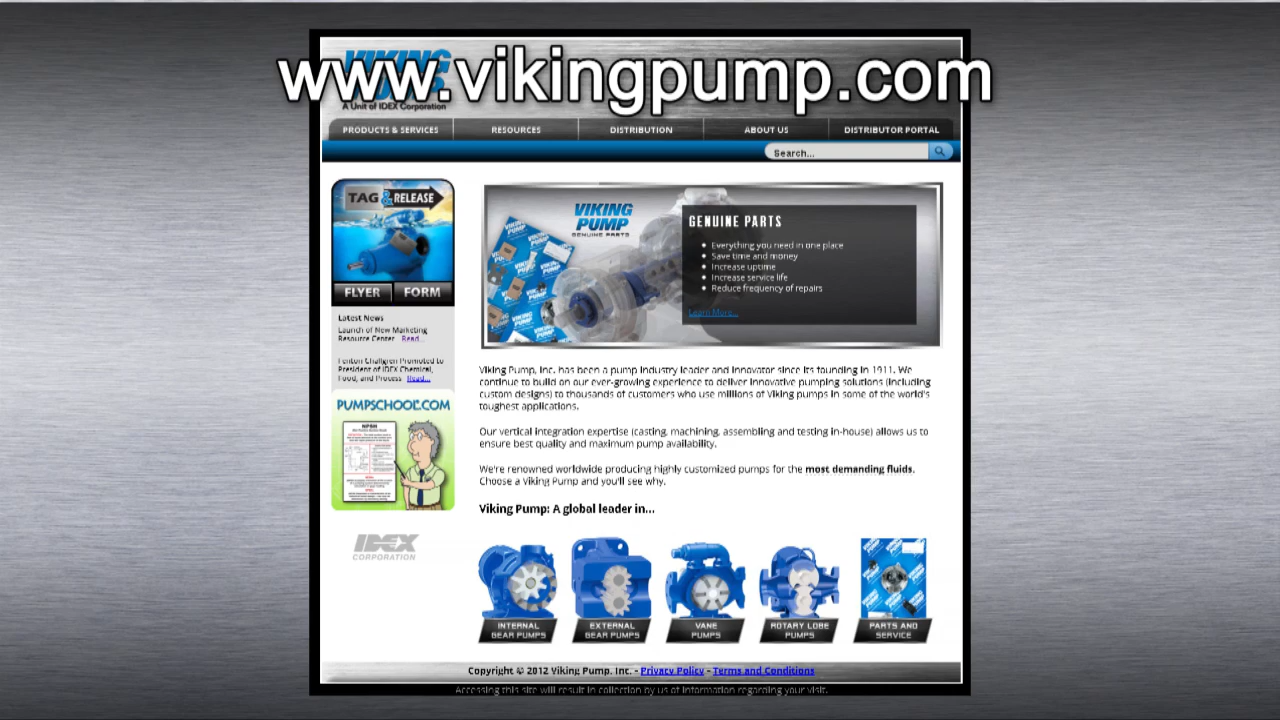 www.vikingpump.com
VIKING
A Unit of IDEX Corporation
PRODUCTS & SERVICES
RESOURCES
DISTRIBUTION
ABOUT US
DISTRIBUTOR PORTAL
Search...
TAG & RELEASE
FLYER
FORM
Latest News
Launch of New Marketing
Resource Center Read...
Fenton Challgren Promoted to
President of IDEX Chemical,
Food, and Process Read...
PUMPSCHOOL.COM
NPSH
IDEX
CORPORATION
VIKING
PUMP
GENUINE PARTS
GENUINE PARTS
Everything you need in one place
Save time and money
Increase uptime
Increase service life
Reduce frequency of repairs
Learn More...
Viking Pump, Inc. has been a pump industry leader and innovator since its founding in 1911. We
continue to build on our ever-growing experience to deliver innovative pumping solutions (including
custom designs) to thousands of customers who use millions of Viking pumps in some of the world's
toughest applications.
Our vertical integration expertise (casting, machining, assembling and testing in-house) allows us to
ensure best quality and maximum pump availability.
We're renowned worldwide producing highly customized pumps for the most demanding fluids.
Choose a Viking Pump and you'll see why.
Viking Pump: A global leader in...
INTERNAL
GEAR PUMPS
EXTERNAL
GEAR PUMPS
VANE
PUMPS
ROTARY LOBE
PUMPS
PARTS AND
SERVICE
Copyright © 2012 Viking Pump, Inc. - Privacy Policy - Terms and Conditions
Accessing this site will result in collection by us of information regarding your visit.